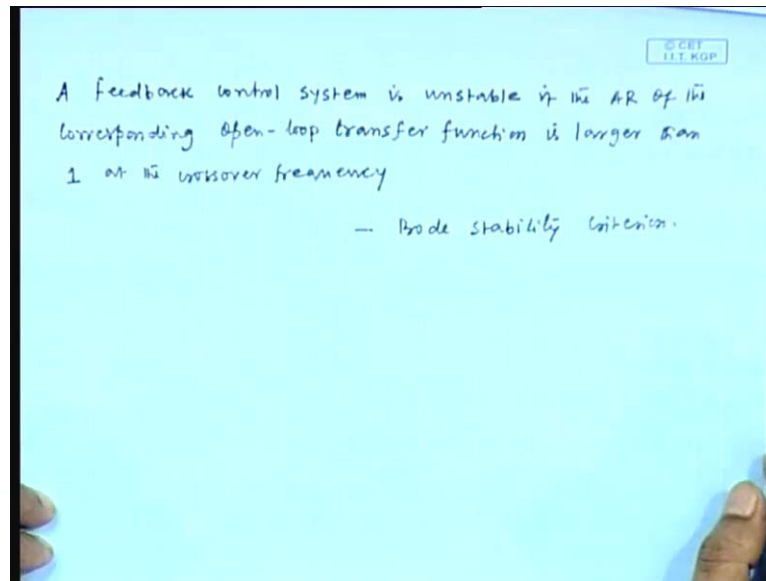 © CET
I.I.T. KGP
A feedback control system is unstable if the AR of the
corresponding open-loop transfer function is larger than
1 at the crossover frequency
— Bode stability criterion.